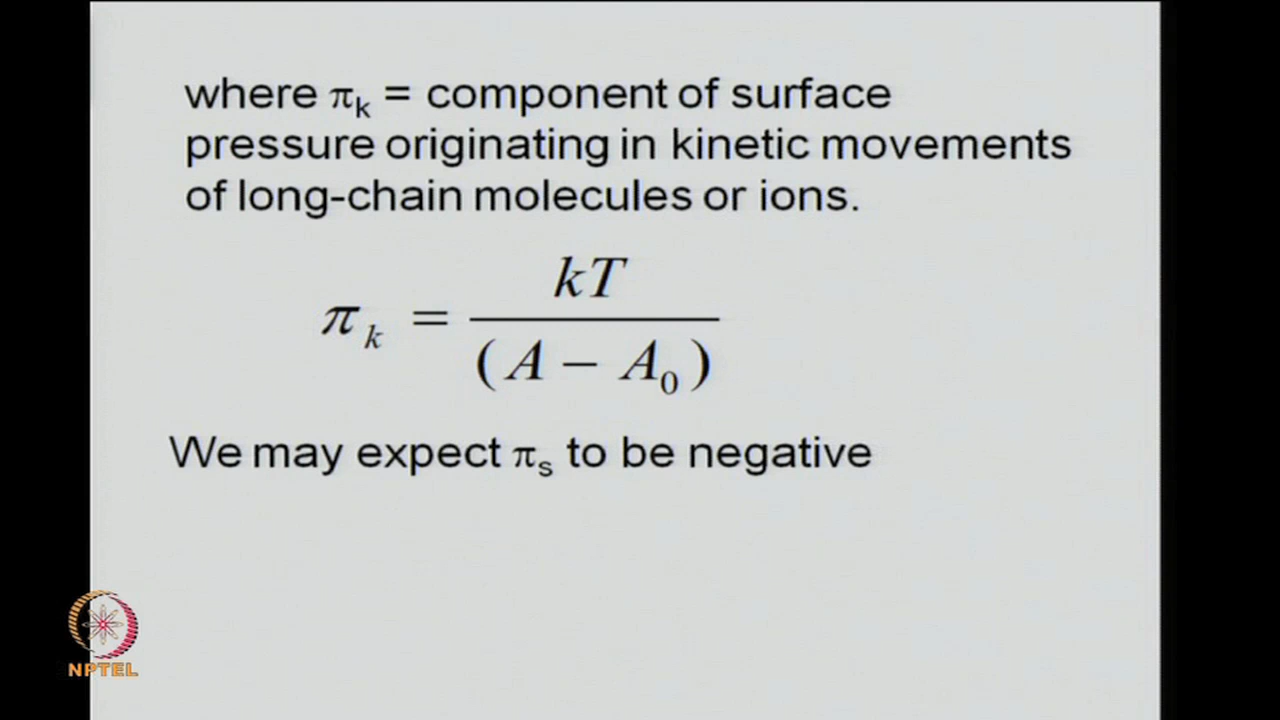 where πk = component of surface
pressure originating in kinetic movements
of long-chain molecules or ions.
π k = kT / (A − A0)
We may expect πs to be negative
NPTEL